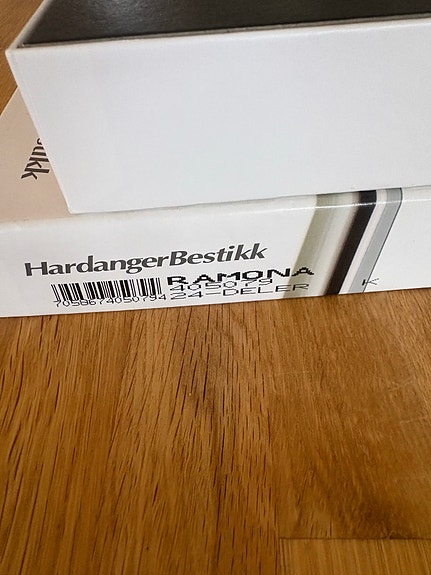 HardangerBestikk
RAMONA
405079
7058674050794 24-DELER
K